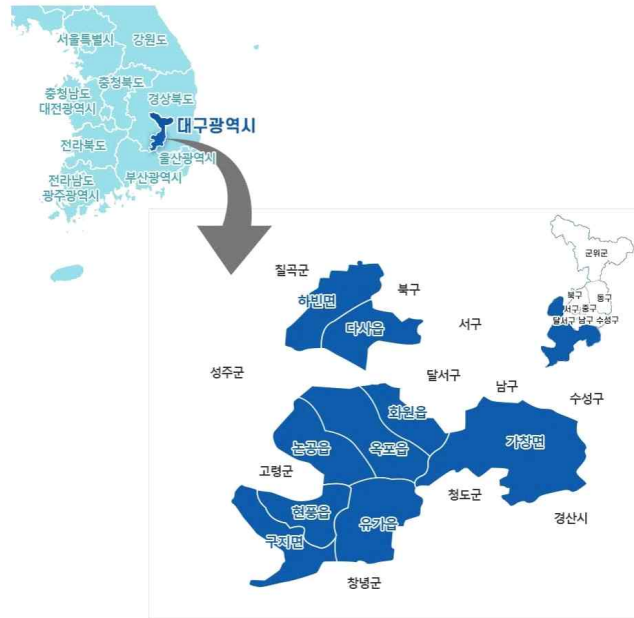 서울특별시
강원도
충청북도
충청남도
대전광역시
경상북도
대구광역시
전라북도
울산광역시
전라남도
광주광역시
부산광역시
칠곡군
북구
하빈면
다사읍
서구
성주군
달서구
남구
수성구
화원읍
논공읍
옥포읍
가창면
고령군
청도군
현풍읍
유가읍
경산시
구지면
창녕군
군위군
북구
동구
서구
중구
달서구
남구
수성구